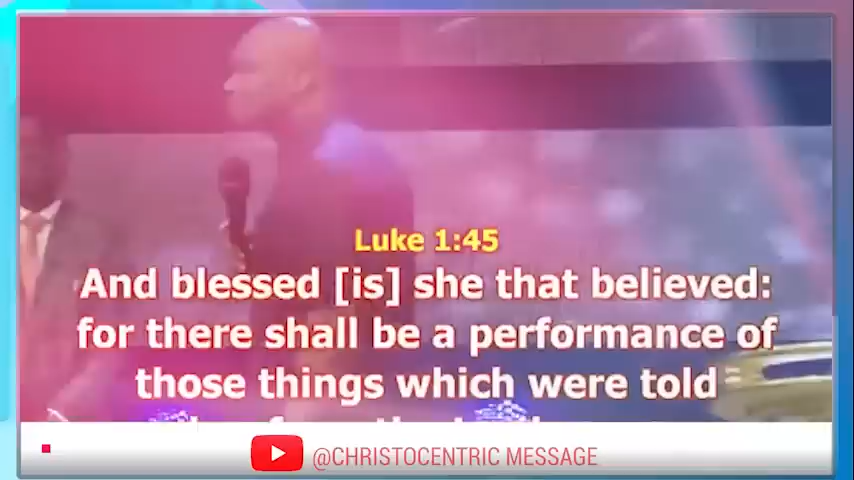 Luke 1:45
And blessed [is] she that believed:
for there shall be a performance of
those things which were told
@CHRISTOCENTRIC MESSAGE